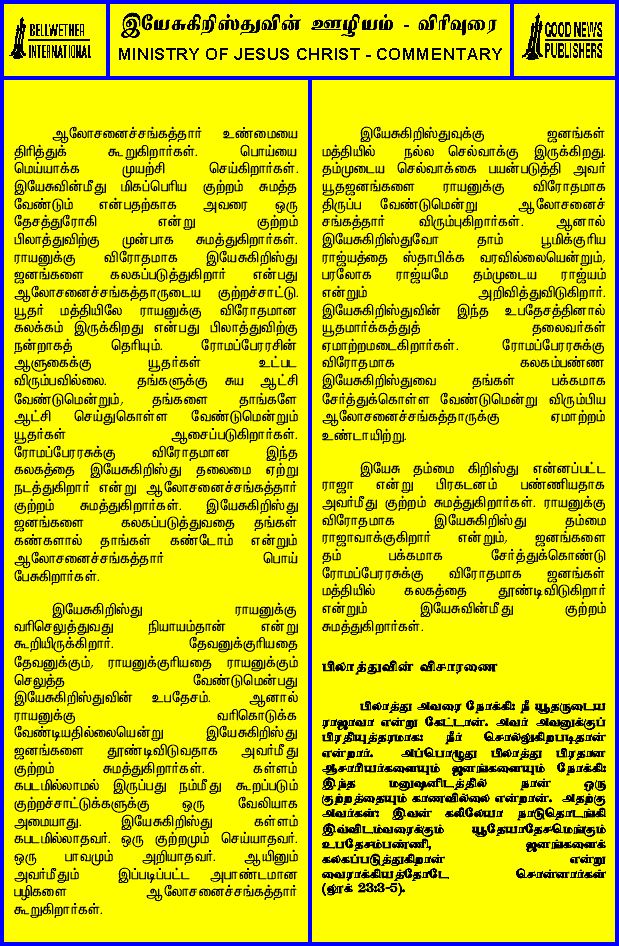 BELLWETHER
INTERNATIONAL
இயேசுகிறிஸ்துவின் ஊழியம் - விரிவுரை
MINISTRY OF JESUS CHRIST - COMMENTARY
GOOD NEWS
PUBLISHERS
ஆலோசனைச்சங்கத்தார் உண்மையை
திரித்துக் கூறுகிறார்கள். பொய்யை
மெய்யாக்க முயற்சி செய்கிறார்கள்.
இயேசுவின்மீது மிகப்பெரிய குற்றம் சுமத்த
வேண்டும் என்பதற்காக அவரை ஒரு
தேசத்துரோகி என்று குற்றம்
பிலாத்துவிற்கு முன்பாக சுமத்துகிறார்கள்.
ராயனுக்கு விரோதமாக இயேசுகிறிஸ்து
ஜனங்களை கலகப்படுத்துகிறார் என்பது
ஆலோசனைச்சங்கத்தாருடைய குற்றச்சாட்டு.
யூதர் மத்தியிலே ராயனுக்கு விரோதமான
கலக்கம் இருக்கிறது என்பது பிலாத்துவிற்கு
நன்றாகத் தெரியும். ரோமப்பேரரசின்
ஆளுகைக்கு யூதர்கள் உட்பட
விரும்பவில்லை. தங்களுக்கு சுய ஆட்சி
வேண்டுமென்றும், தங்களை தாங்களே
ஆட்சி செய்துகொள்ள வேண்டுமென்றும்
யூதர்கள் ஆசைப்படுகிறார்கள்.
ரோமப்பேரரசுக்கு விரோதமான இந்த
கலகத்தை இயேசுகிறிஸ்து தலைமை ஏற்று
நடத்துகிறார் என்று ஆலோசனைச்சங்கத்தார்
குற்றம் சுமத்துகிறார்கள். இயேசுகிறிஸ்து
ஜனங்களை கலகப்படுத்துவதை தங்கள்
கண்களால் தாங்கள் கண்டோம் என்றும்
ஆலோசனைச்சங்கத்தார் பொய்
பேசுகிறார்கள்.
இயேசுகிறிஸ்து ராயனுக்கு
வரிசெலுத்துவது நியாயம்தான் என்று
கூறியிருக்கிறார். தேவனுக்குரியதை
தேவனுக்கும், ராயனுக்குரியதை ராயனுக்கும்
செலுத்த வேண்டுமென்பது
இயேசுகிறிஸ்துவின் உபதேசம். ஆனால்
ராயனுக்கு வரிகொடுக்க
வேண்டியதில்லையென்று இயேசுகிறிஸ்து
ஜனங்களை தூண்டிவிடுவதாக அவர்மீது
குற்றம் சுமத்துகிறார்கள். கள்ளம்
கபடமில்லாமல் இருப்பது நம்மீது கூறப்படும்
குற்றச்சாட்டுக்களுக்கு ஒரு வேலியாக
அமையாது. இயேசுகிறிஸ்து கள்ளம்
கபடமில்லாதவர். ஒரு குற்றமும் செய்யாதவர்.
ஒரு பாவமும் அறியாதவர். ஆயினும்
அவர்மீதும் இப்படிப்பட்ட அபாண்டமான
பழிகளை ஆலோசனைச்சங்கத்தார்
கூறுகிறார்கள்.
இயேசுகிறிஸ்துவுக்கு ஜனங்கள்
மத்தியில் நல்ல செல்வாக்கு இருக்கிறது.
தம்முடைய செல்வாக்கை பயன்படுத்தி அவர்
யூதஜனங்களை ராயனுக்கு விரோதமாக
திருப்ப வேண்டுமென்று ஆலோசனைச்
சங்கத்தார் விரும்புகிறார்கள். ஆனால்
இயேசுகிறிஸ்துவோ தாம் பூமிக்குரிய
ராஜ்யத்தை ஸ்தாபிக்க வரவில்லையென்றும்,
பரலோக ராஜ்யமே தம்முடைய ராஜ்யம்
என்றும் அறிவித்துவிடுகிறார்.
இயேசுகிறிஸ்துவின் இந்த உபதேசத்தினால்
யூதமார்க்கத்துத் தலைவர்கள்
ஏமாற்றமடைகிறார்கள். ரோமப்பேரரசுக்கு
விரோதமாக கலகம்பண்ண
இயேசுகிறிஸ்துவை தங்கள் பக்கமாக
சேர்த்துக்கொள்ள வேண்டுமென்று விரும்பிய
ஆலோசனைச்சங்கத்தாருக்கு ஏமாற்றம்
உண்டாயிற்று.
இயேசு தம்மை கிறிஸ்து என்னப்பட்ட
ராஜா என்று பிரகடனம் பண்ணியதாக
அவர்மீது குற்றம் சுமத்துகிறார்கள். ராயனுக்கு
விரோதமாக இயேசுகிறிஸ்து தம்மை
ராஜாவாக்குகிறார் என்றும், ஜனங்களை
தம் பக்கமாக சேர்த்துக்கொண்டு
ரோமப்பேரரசுக்கு விரோதமாக ஜனங்கள்
மத்தியில் கலகத்தை தூண்டிவிடுகிறார்
என்றும் இயேசுவின்மீது குற்றம்
சுமத்துகிறார்கள்.
பிலாத்துவின் விசாரணை
பிலாத்து அவரை நோக்கி: நீ யூதருடைய
ராஜாவா என்று கேட்டான். அவர் அவனுக்குப்
பிரதியுத்தரமாக: நீர் சொல்லுகிறபடிதான்
என்றார். அப்பொழுது பிலாத்து பிரதான
ஆசாரியர்களையும் ஜனங்களையும் நோக்கி:
இந்த மனுஷனிடத்தில் நான் ஒரு
குற்றத்தையும் காணவில்லை என்றான். அதற்கு
அவர்கள்: இவன் கலிலேயா நாடுதொடங்கி
இவ்விடம்வரைக்கும் யூதேயாதேசமெங்கும்
உபதேசம்பண்ணி, ஜனங்களைக்
கலகப்படுத்துகிறான் என்று
வைராக்கியத்தோடே சொன்னார்கள்
(லூக் 23:3-5).